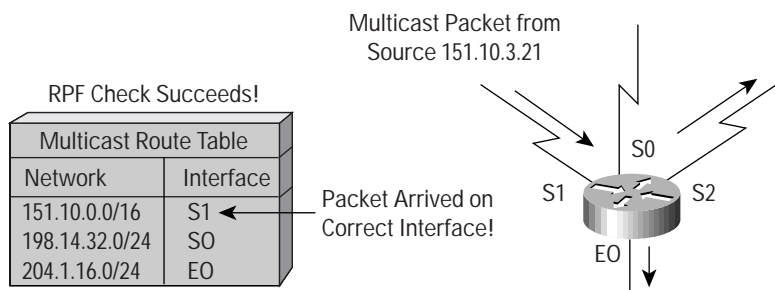 Multicast Packet from
Source 151.10.3.21
RPF Check Succeeds!
Multicast Route Table
Network Interface
151.10.0.0/16 S1
198.14.32.0/24 SO
204.1.16.0/24 EO
Packet Arrived on
Correct Interface!
S0
S1
S2
EO